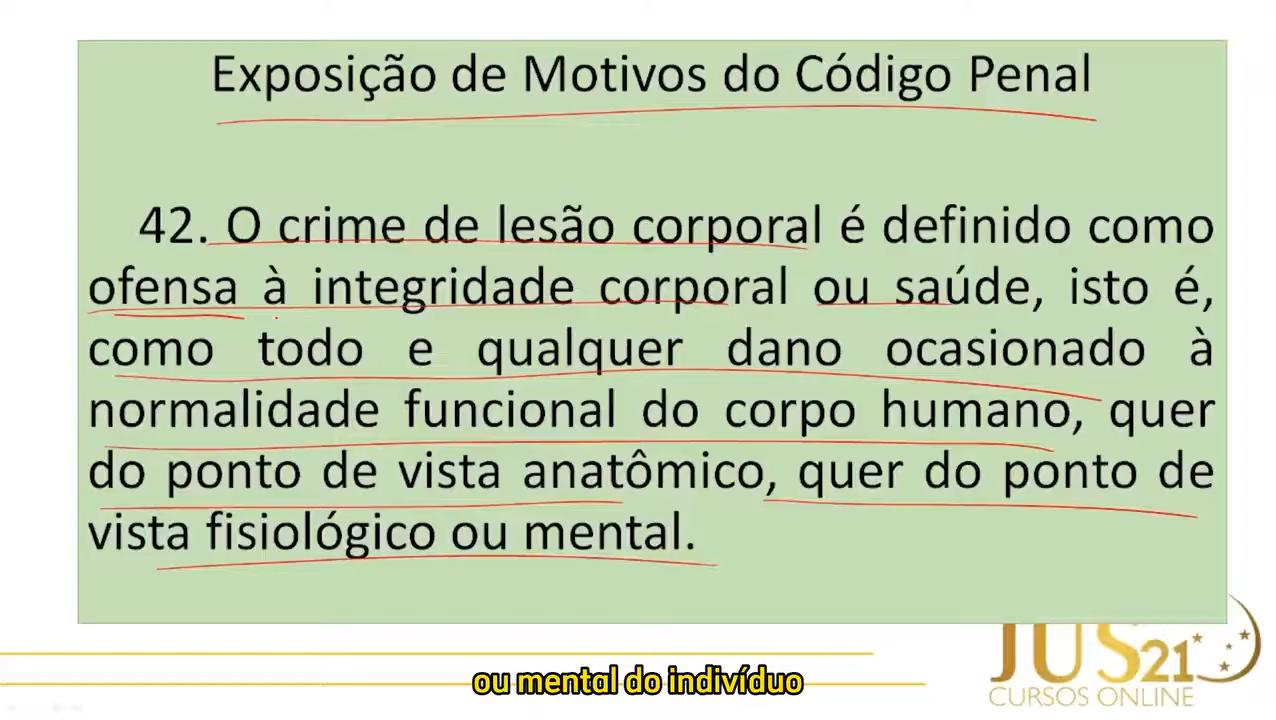 Exposição de Motivos do Código Penal
42. O crime de lesão corporal é definido como
ofensa à integridade corporal ou saúde, isto é,
como todo e qualquer dano ocasionado à
normalidade funcional do corpo humano, quer
do ponto de vista anatômico, quer do ponto de
vista fisiológico ou mental.
JUS21
CURSOS ONLINE
ou mental do indivíduo